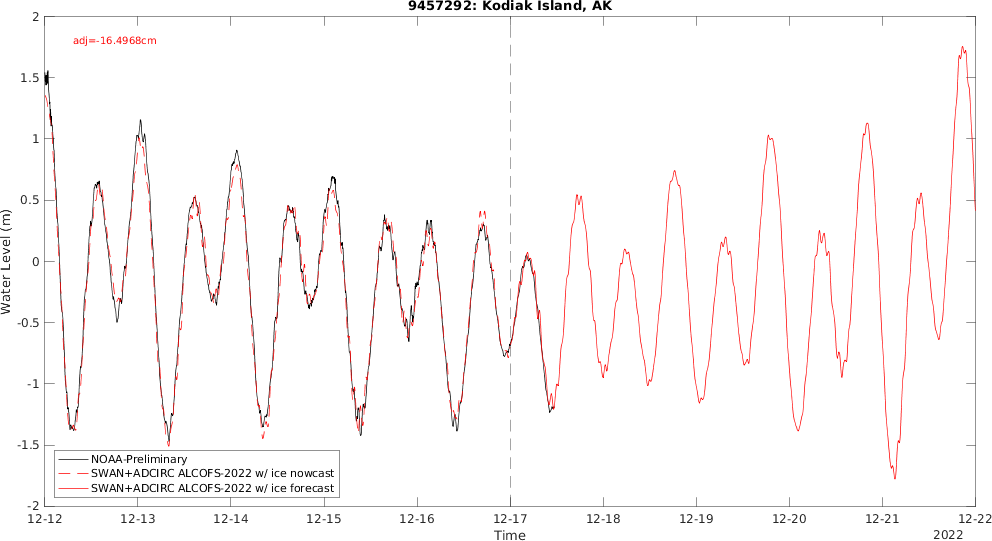 9457292: Kodiak Island, AK
adj=-16.4968cm
Water Level (m)
2
1.5
1
0.5
0
-0.5
-1
-1.5
-2
NOAA-Preliminary
SWAN+ADCIRC ALCOFS-2022 w/ ice nowcast
SWAN+ADCIRC ALCOFS-2022 w/ ice forecast
12-12 12-13 12-14 12-15 12-16 12-17 12-18 12-19 12-20 12-21 12-22
Time
2022